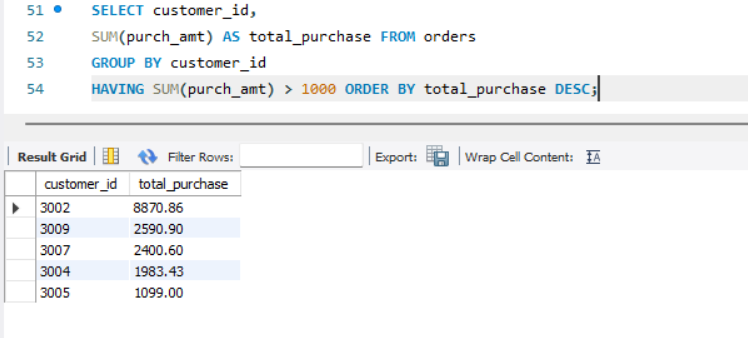 51 SELECT customer_id,
52 SUM(purch_amt) AS total_purchase FROM orders
53 GROUP BY customer_id
54 HAVING SUM(purch_amt) > 1000 ORDER BY total_purchase DESC;
Result Grid Filter Rows: Export: Wrap Cell Content: IA
customer_id total_purchase
3002 8870.86
3009 2590.90
3007 2400.60
3004 1983.43
3005 1099.00